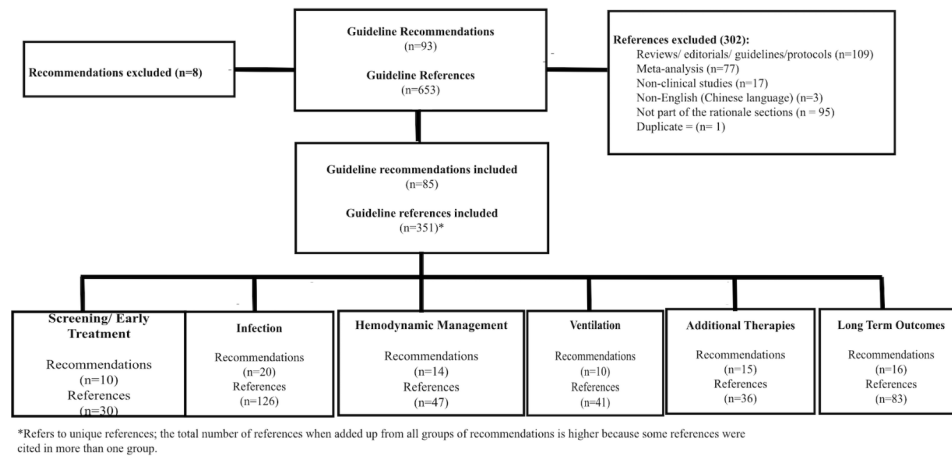 Guideline Recommendations
(n=93)
Guideline References
(n=653)
Recommendations excluded (n=8)
References excluded (302):
Reviews/ editorials/ guidelines/protocols (n=109)
Meta-analysis (n=77)
Non-clinical studies (n=17)
Non-English (Chinese language) (n=3)
Not part of the rationale sections (n = 95)
Duplicate = (n= 1)
Guideline recommendations included
(n=85)
Guideline references included
(n=351)*
Screening/ Early
Treatment
Recommendations
(n=10)
References
(n=30)
Infection
Recommendations
(n=20)
References
(n=126)
Hemodynamic Management
Recommendations
(n=14)
References
(n=47)
Ventilation
Recommendations
(n=10)
References
(n=41)
Additional Therapies
Recommendations
(n=15)
References
(n=36)
Long Term Outcomes
Recommendations
(n=16)
References
(n=83)
*Refers to unique references; the total number of references when added up from all groups of recommendations is higher because some references were
cited in more than one group.